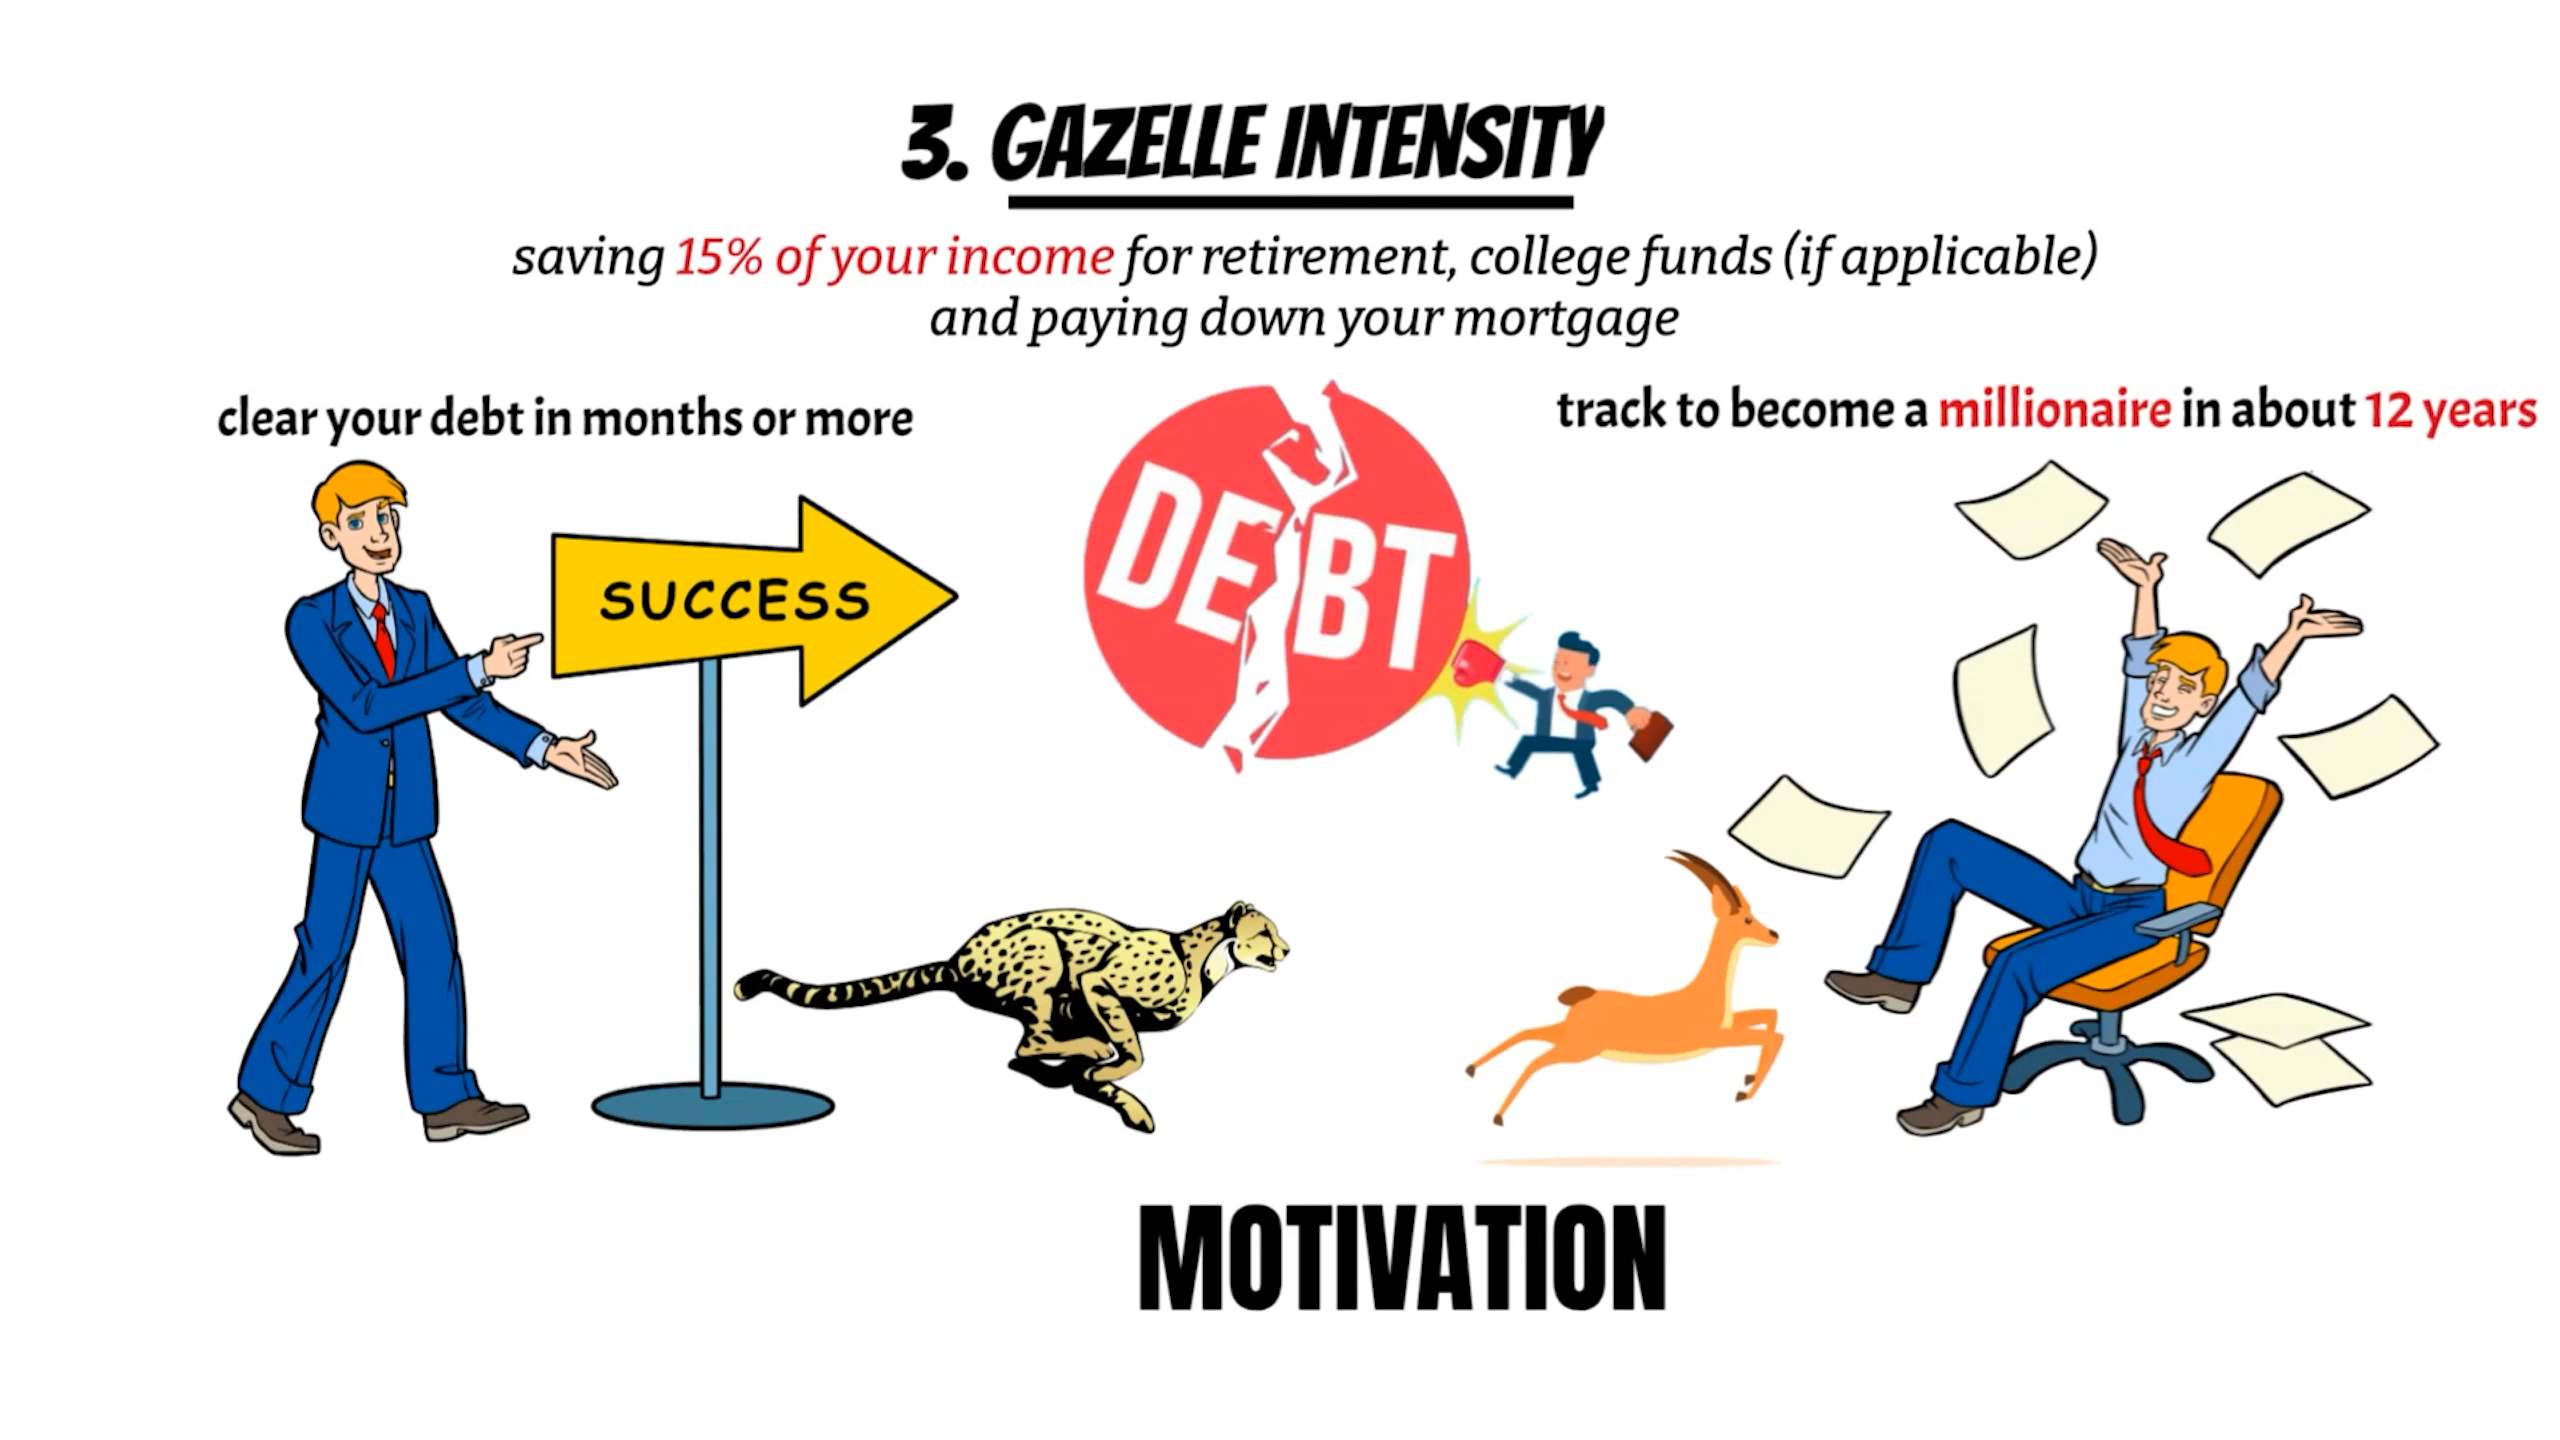 3. GAZELLE INTENSITY
saving 15% of your income for retirement, college funds (if applicable)
and paying down your mortgage
clear your debt in months or more
track to become a millionaire in about 12 years
SUCCESS
DEBT
MOTIVATION